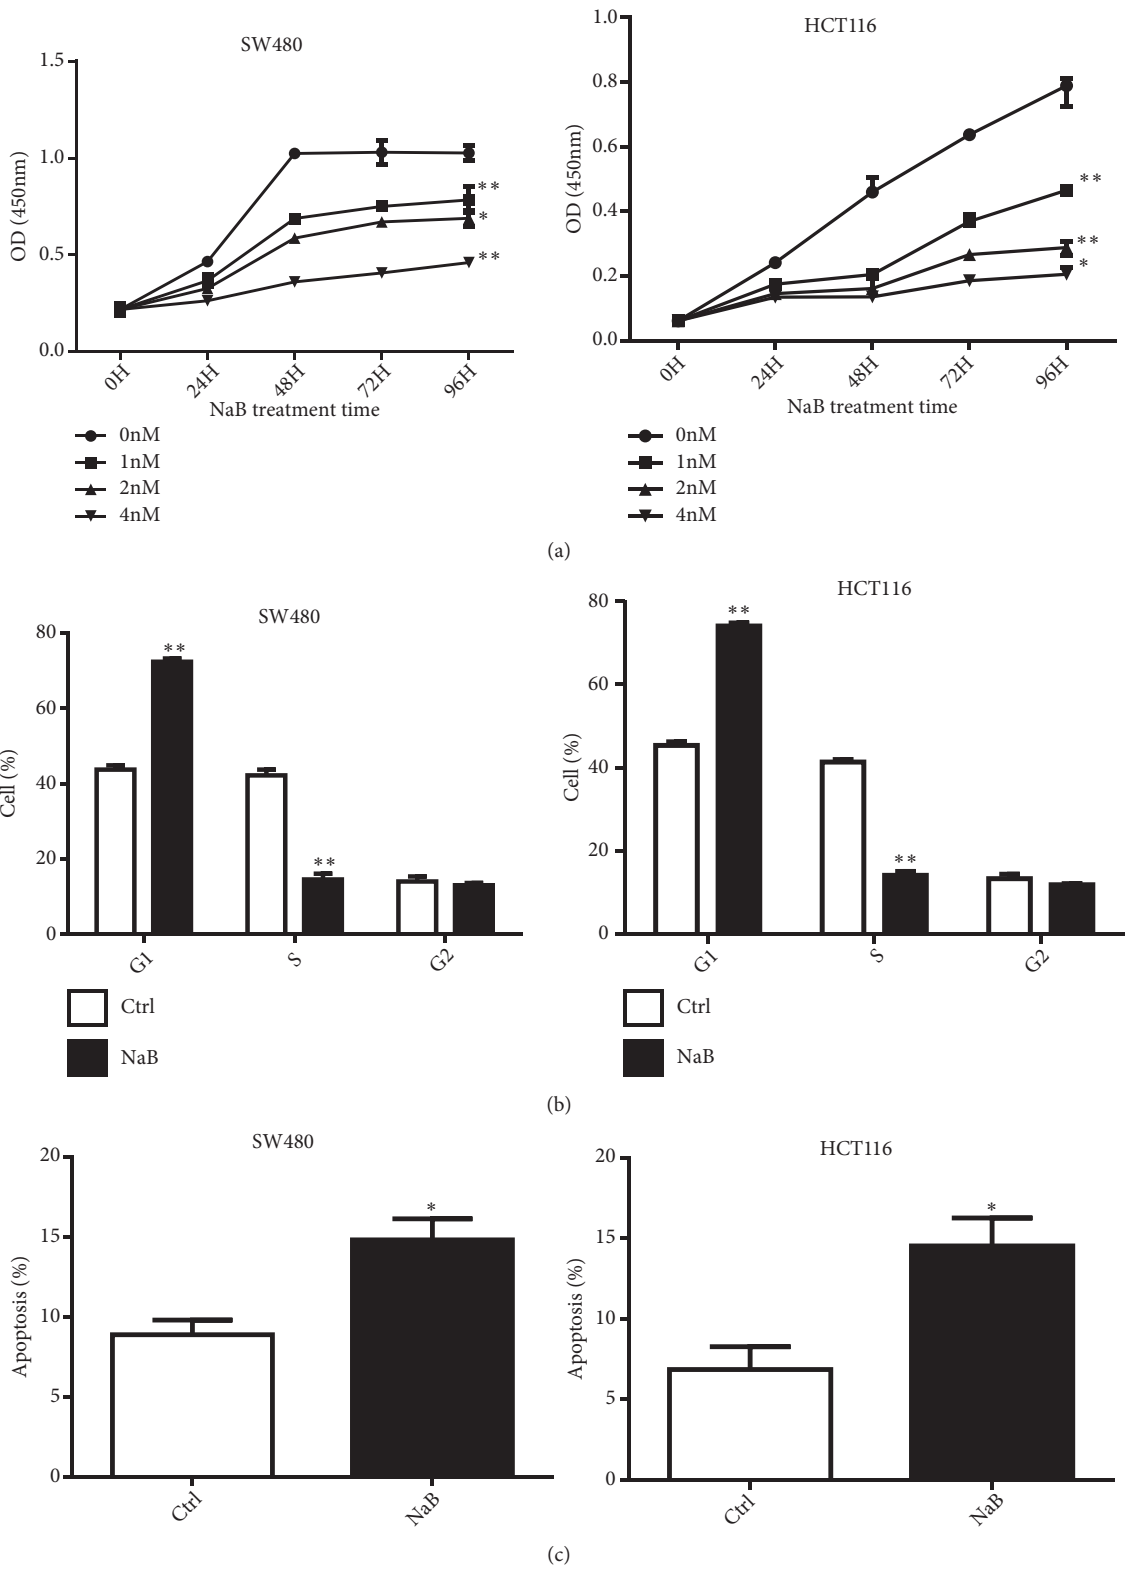 SW480
1.5
1.0
0.5
0.0
OD (450nm)
0H
24H
48H
72H
96H
NaB treatment time
**
*
**
0nM
1nM
2nM
4nM
HCT116
1.0
0.8
0.6
0.4
0.2
0.0
OD (450nm)
0H
24H
48H
72H
96H
NaB treatment time
**
**
*
0nM
1nM
2nM
4nM
(a)
SW480
80
60
40
20
0
Cell (%)
**
**
G1
S
G2
Ctrl
NaB
HCT116
80
60
40
20
0
Cell (%)
**
**
G1
S
G2
Ctrl
NaB
(b)
SW480
20
15
10
5
0
Apoptosis (%)
*
Ctrl
NaB
HCT116
20
15
10
5
0
Apoptosis (%)
*
Ctrl
NaB
(c)